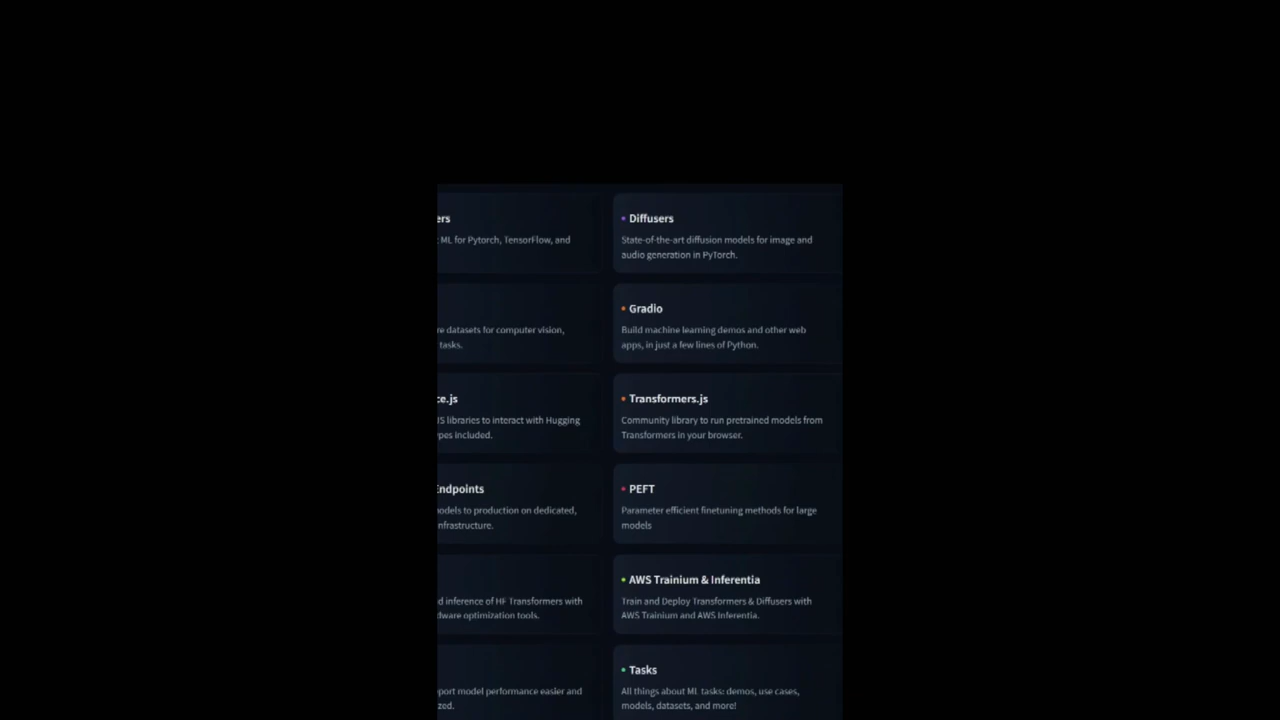 ers
ML for Pytorch, TensorFlow, and
Diffusers
State-of-the-art diffusion models for image and
audio generation in PyTorch.
re datasets for computer vision,
tasks.
Gradio
Build machine learning demos and other web
apps, in just a few lines of Python.
ce.js
JS libraries to interact with Hugging
ypes included.
Transformers.js
Community library to run pretrained models from
Transformers in your browser.
Endpoints
models to production on dedicated,
infrastructure.
PEFT
Parameter efficient finetuning methods for large
models
d inference of HF Transformers with
dware optimization tools.
AWS Trainium & Inferentia
Train and Deploy Transformers & Diffusers with
AWS Trainium and AWS Inferentia.
port model performance easier and
zed.
Tasks
All things about ML tasks: demos, use cases,
models, datasets, and more!